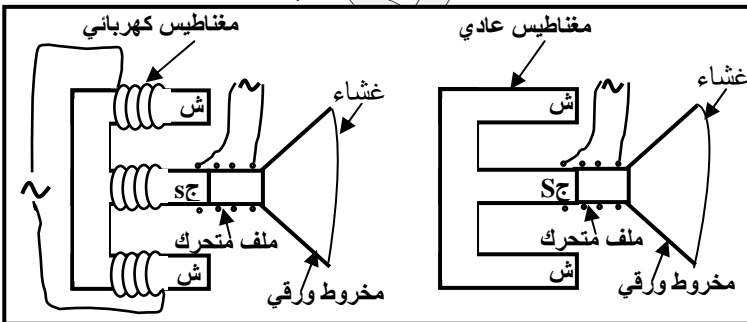 مغناطيس عادي
مغناطيس كهربائي
غشاء
غشاء
ش
ش
~
~
~
جS
جs
ملف متحرك
ملف متحرك
ش
ش
مخروط ورقي
مخروط ورقي